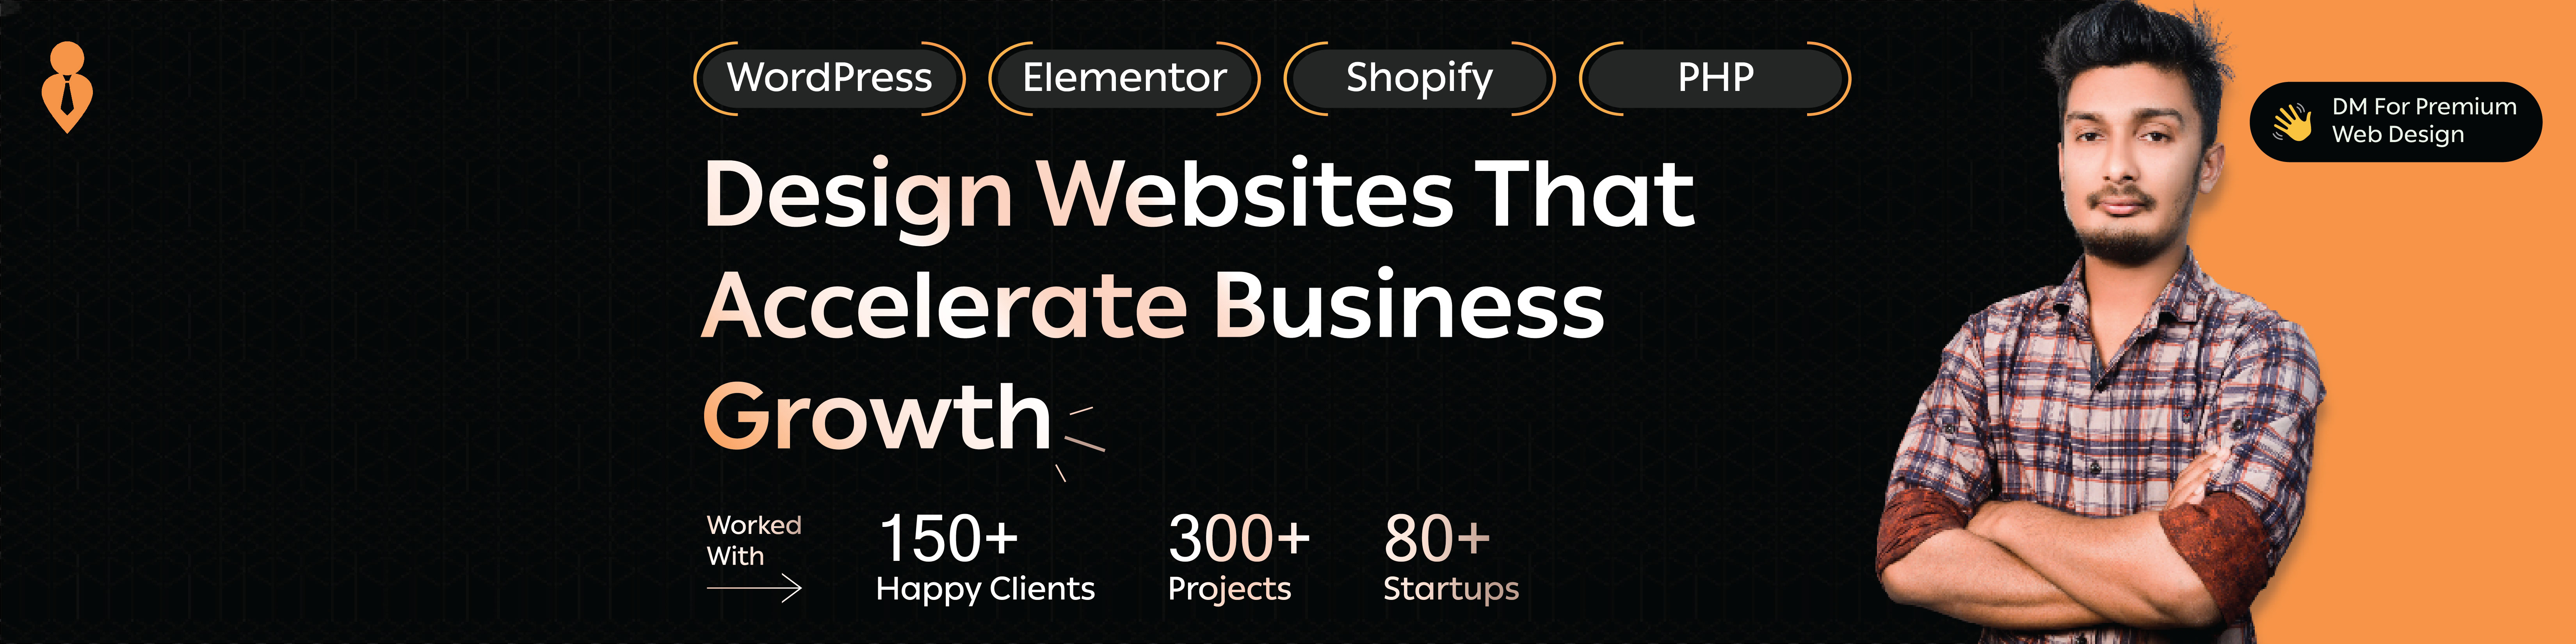 WordPress
Elementor
Shopify
PHP
DM For Premium
Web Design
Design Websites That
Accelerate Business
Growth
Worked
With
150+
Happy Clients
300+
Projects
80+
Startups